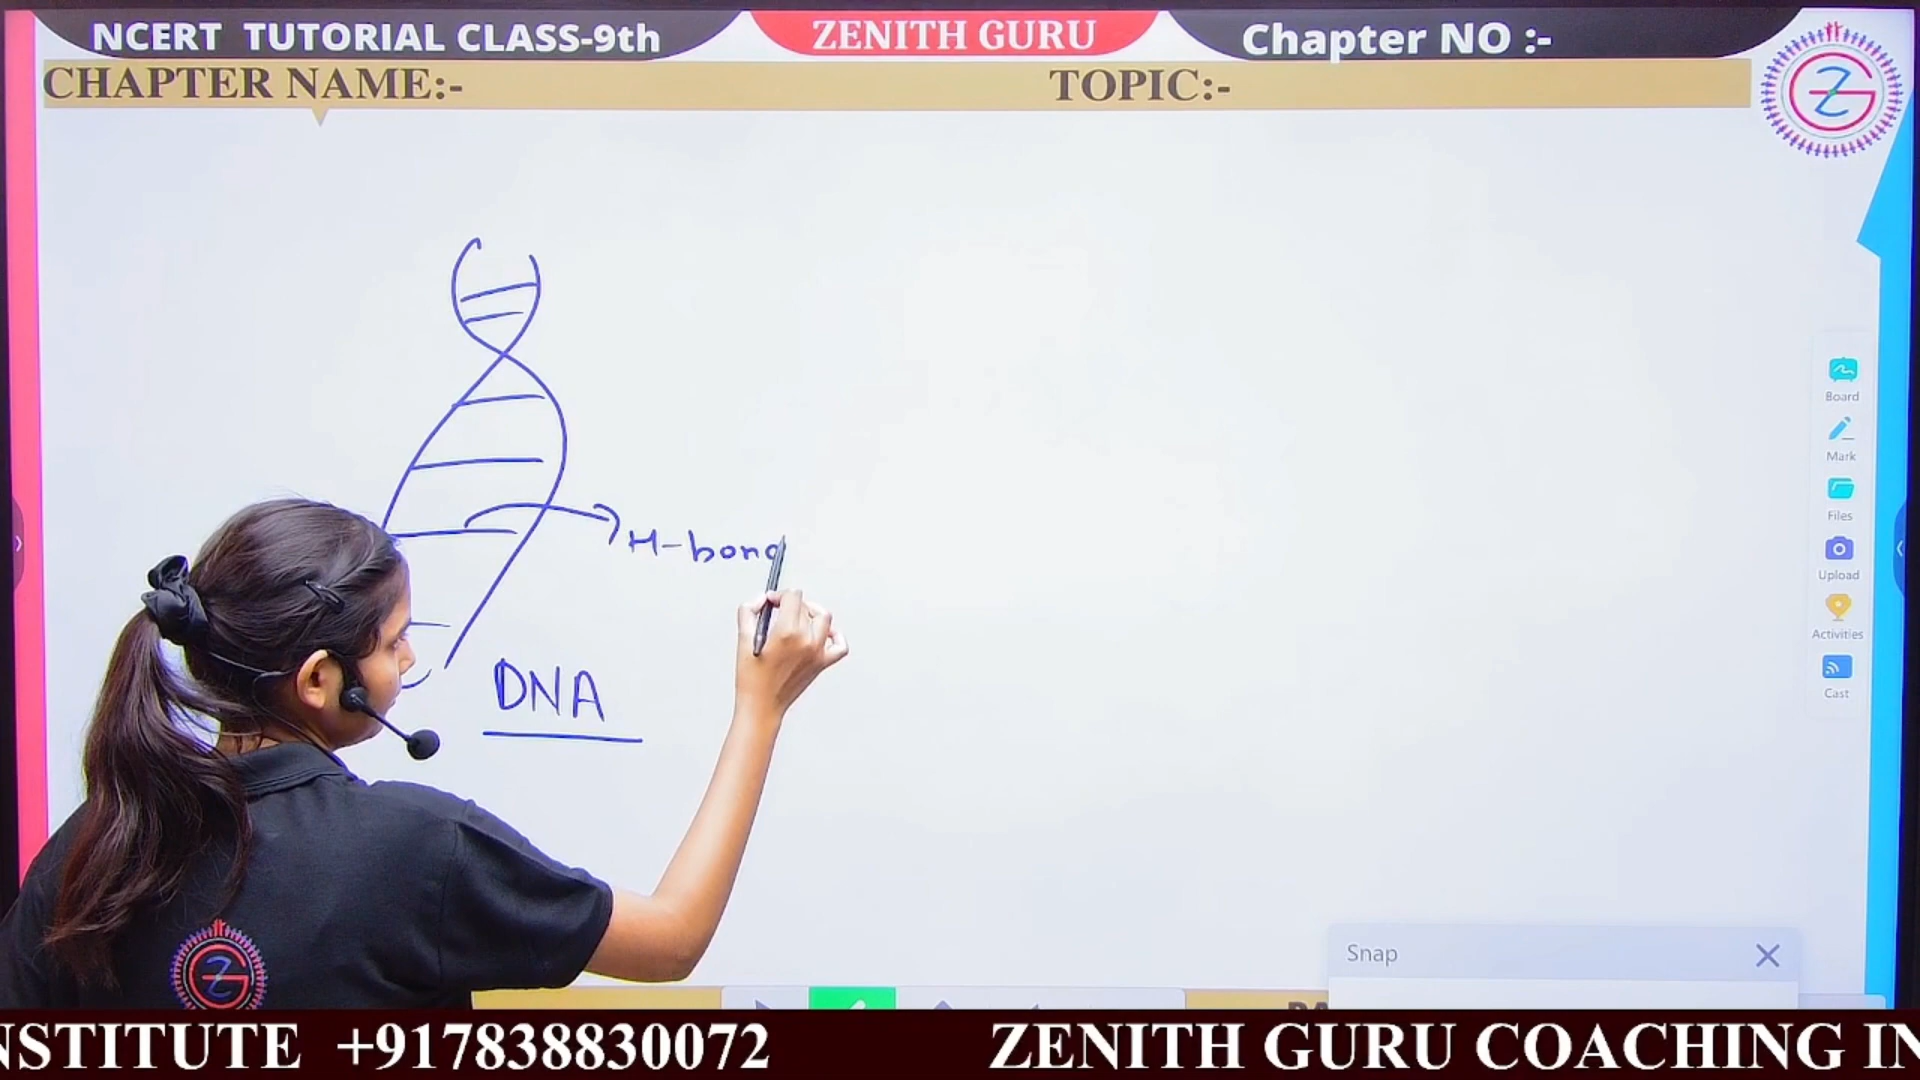 NCERT TUTORIAL CLASS-9th
ZENITH GURU
Chapter NO :-
CHAPTER NAME:-
TOPIC:-
Board
Mark
Files
H-bond
Upload
Activities
DNA
Cast
Snap
NSTITUTE +917838830072 ZENITH GURU COACHING IN